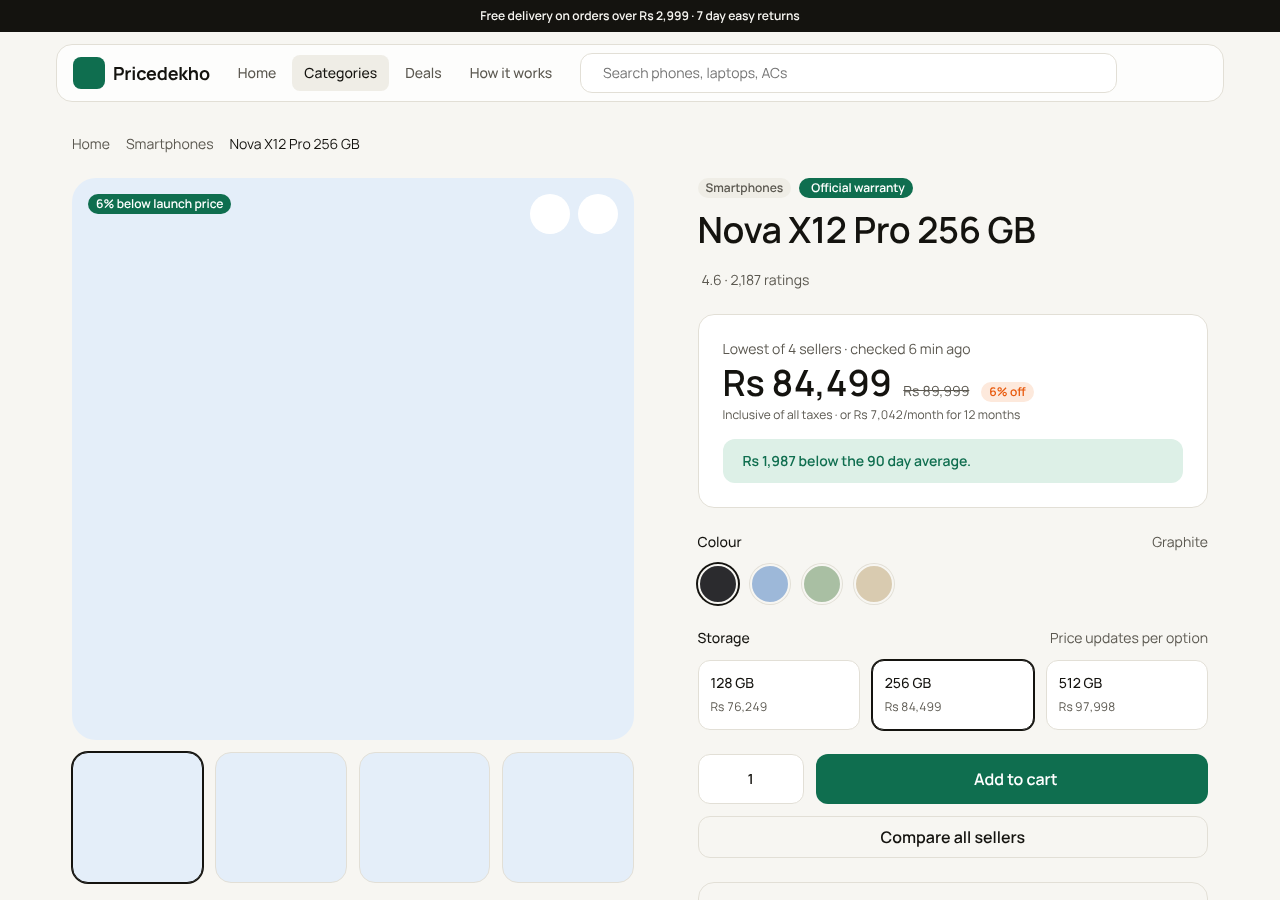 Free delivery on orders over Rs 2,999 · 7 day easy returns
Pricedekho Home Categories Deals How it works Search phones, laptops, ACs
Home Smartphones Nova X12 Pro 256 GB
6% below launch price
Smartphones Official warranty
Nova X12 Pro 256 GB
4.6 · 2,187 ratings
Lowest of 4 sellers · checked 6 min ago
Rs 84,499 Rs 89,999 6% off
Inclusive of all taxes · or Rs 7,042/month for 12 months
Rs 1,987 below the 90 day average.
Colour Graphite
Storage Price updates per option
128 GB 256 GB 512 GB
Rs 76,249 Rs 84,499 Rs 97,998
1 Add to cart
Compare all sellers